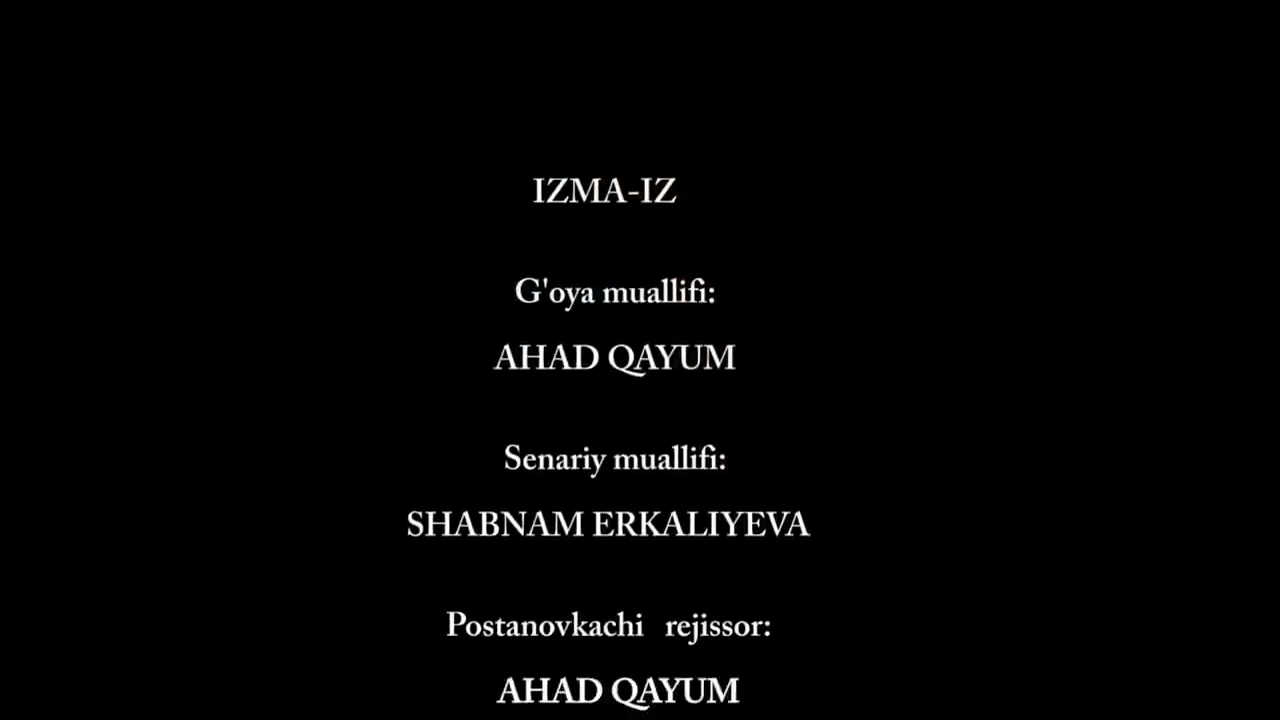 IZMA-IZ
G'oya muallifi:
AHAD QAYUM
Senariy muallifi:
SHABNAM ERKALIYEVA
Postanovkachi rejissor:
AHAD QAYUM